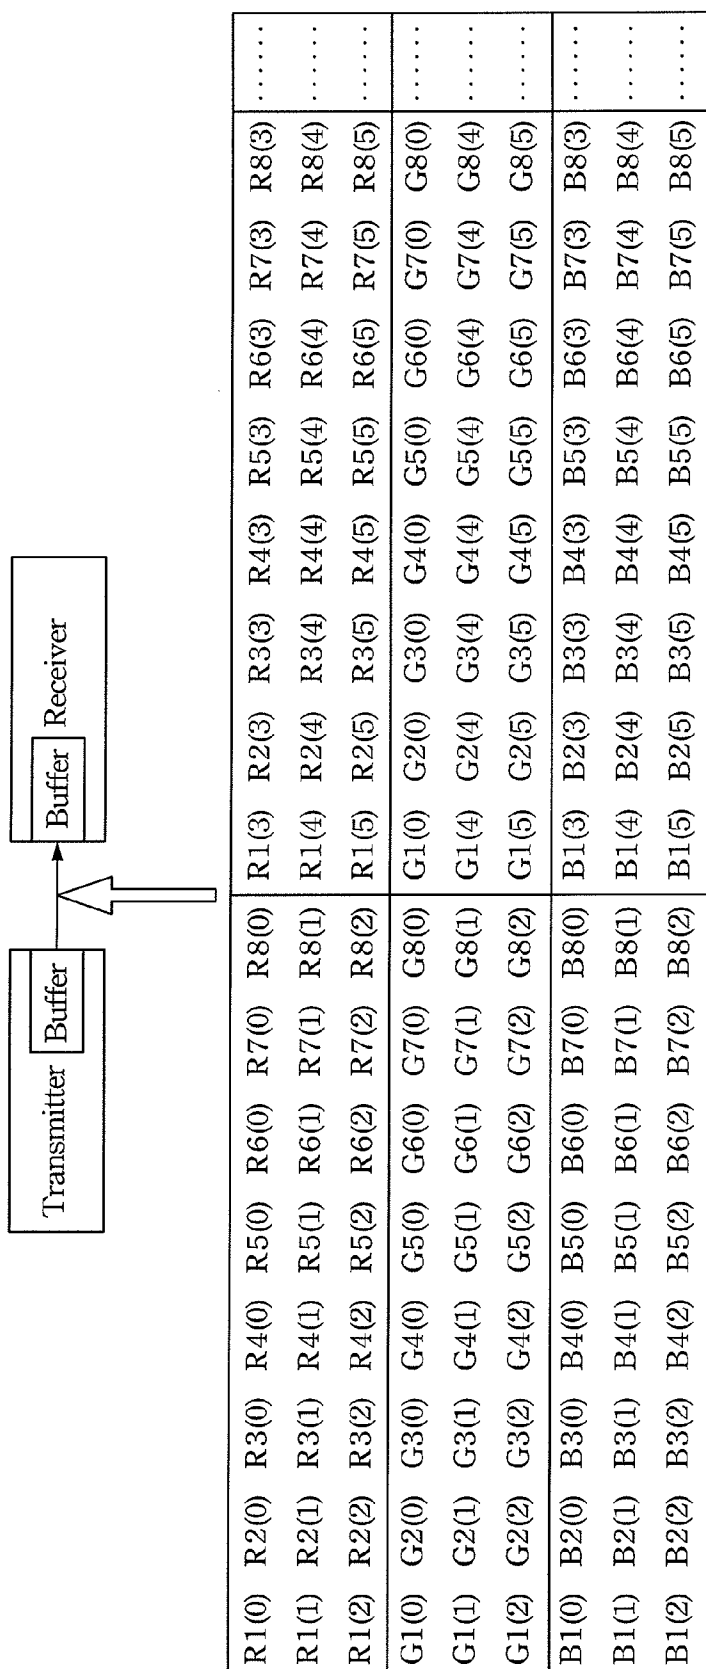 Transmitter Buffer Buffer Receiver
R1(0) R2(0) R3(0) R4(0) R5(0) R6(0) R7(0) R8(0) R1(3) R2(3) R3(3) R4(3) R5(3) R6(3) R7(3) R8(3) ......
R1(1) R2(1) R3(1) R4(1) R5(1) R6(1) R7(1) R8(1) R1(4) R2(4) R3(4) R4(4) R5(4) R6(4) R7(4) R8(4) ......
R1(2) R2(2) R3(2) R4(2) R5(2) R6(2) R7(2) R8(2) R1(5) R2(5) R3(5) R4(5) R5(5) R6(5) R7(5) R8(5) ......
G1(0) G2(0) G3(0) G4(0) G5(0) G6(0) G7(0) G8(0) G1(0) G2(0) G3(0) G4(0) G5(0) G6(0) G7(0) G8(0) ......
G1(1) G2(1) G3(1) G4(1) G5(1) G6(1) G7(1) G8(1) G1(4) G2(4) G3(4) G4(4) G5(4) G6(4) G7(4) G8(4) ......
G1(2) G2(2) G3(2) G4(2) G5(2) G6(2) G7(2) G8(2) G1(5) G2(5) G3(5) G4(5) G5(5) G6(5) G7(5) G8(5) ......
B1(0) B2(0) B3(0) B4(0) B5(0) B6(0) B7(0) B8(0) B1(3) B2(3) B3(3) B4(3) B5(3) B6(3) B7(3) B8(3) ......
B1(1) B2(1) B3(1) B4(1) B5(1) B6(1) B7(1) B8(1) B1(4) B2(4) B3(4) B4(4) B5(4) B6(4) B7(4) B8(4) ......
B1(2) B2(2) B3(2) B4(2) B5(2) B6(2) B7(2) B8(2) B1(5) B2(5) B3(5) B4(5) B5(5) B6(5) B7(5) B8(5) ......